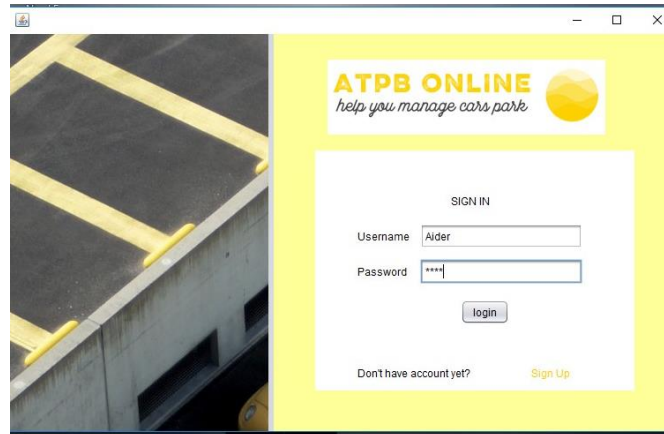 ATPB ONLINE
help you manage cars park
SIGN IN
Username Aider
Password ****
login
Don't have account yet? Sign Up